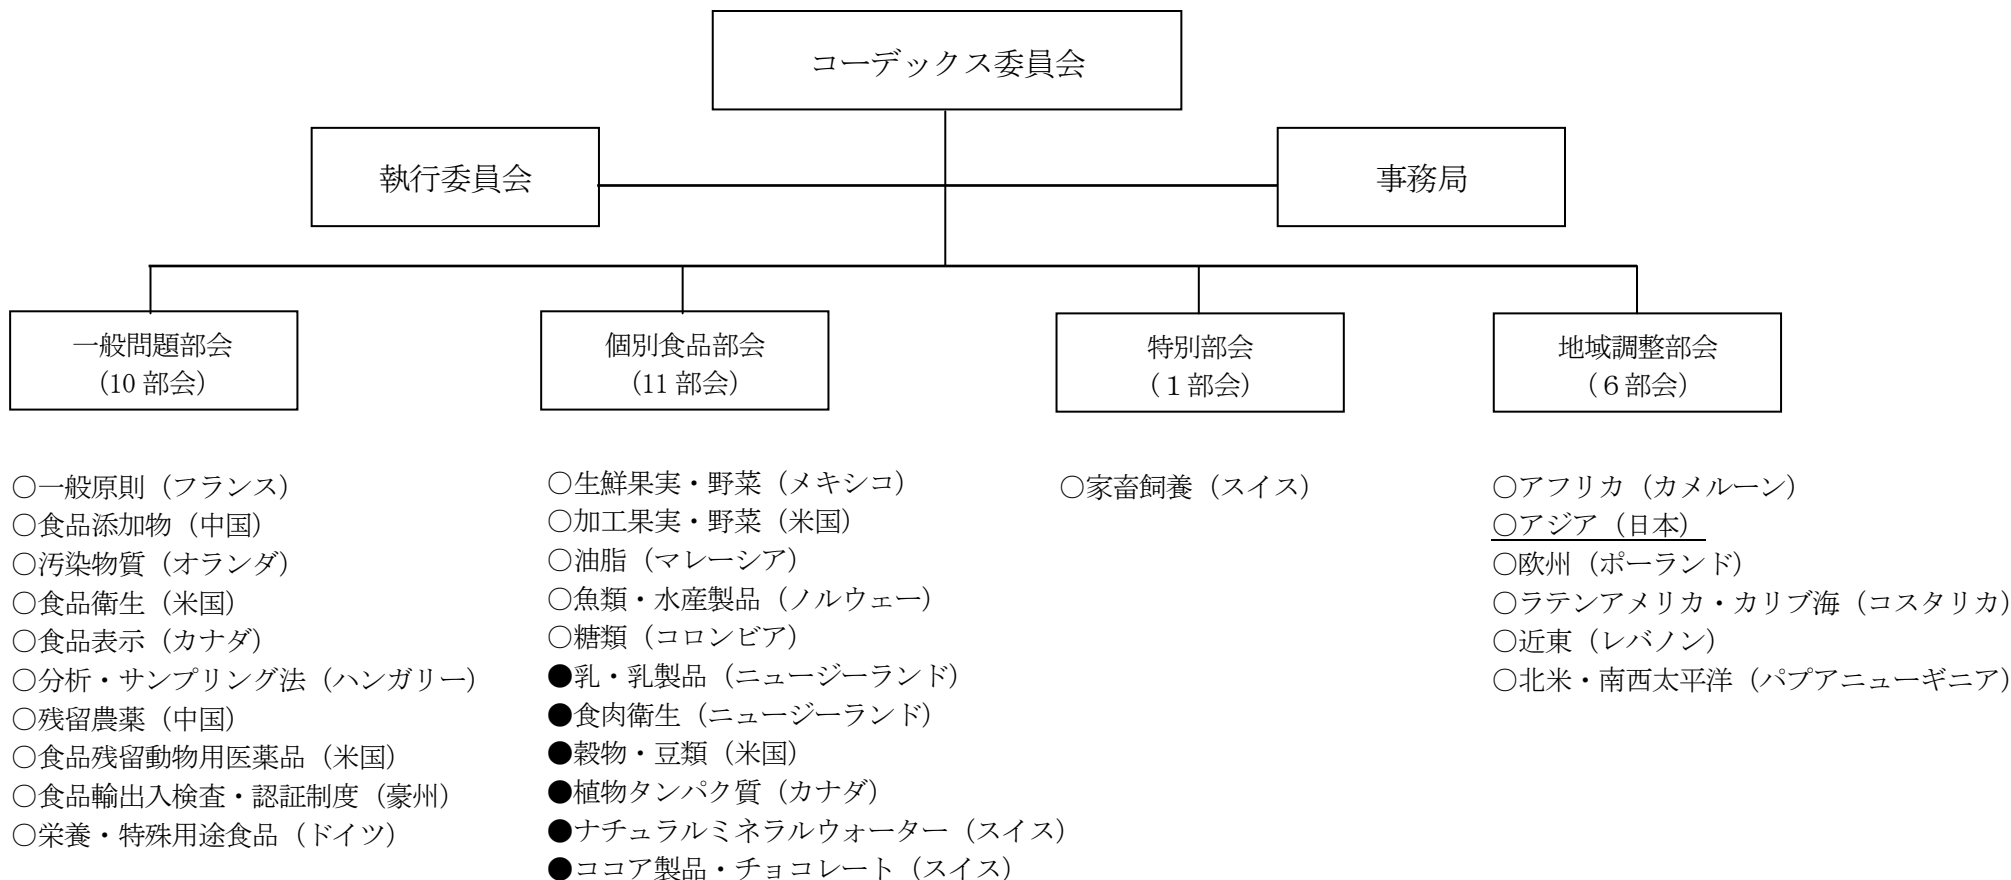 コーデックス委員会
執行委員会
事務局
一般問題部会
（10 部会）
個別食品部会
（11 部会）
特別部会
（１部会）
地域調整部会
（６部会）
○一般原則（フランス）
○食品添加物（中国）
○汚染物質（オランダ）
○食品衛生（米国）
○食品表示（カナダ）
○分析・サンプリング法（ハンガリー）
○残留農薬（中国）
○食品残留動物用医薬品（米国）
○食品輸出入検査・認証制度（豪州）
○栄養・特殊用途食品（ドイツ）
○生鮮果実・野菜（メキシコ）
○加工果実・野菜（米国）
○油脂（マレーシア）
○魚類・水産製品（ノルウェー）
○糖類（コロンビア）
●乳・乳製品（ニュージーランド）
●食肉衛生（ニュージーランド）
●穀物・豆類（米国）
●植物タンパク質（カナダ）
●ナチュラルミネラルウォーター（スイス）
●ココア製品・チョコレート（スイス）
○家畜飼養（スイス）
○アフリカ（カメルーン）
○アジア（日本）
○欧州（ポーランド）
○ラテンアメリカ・カリブ海（コスタリカ）
○近東（レバノン）
○北米・南西太平洋（パプアニューギニア）